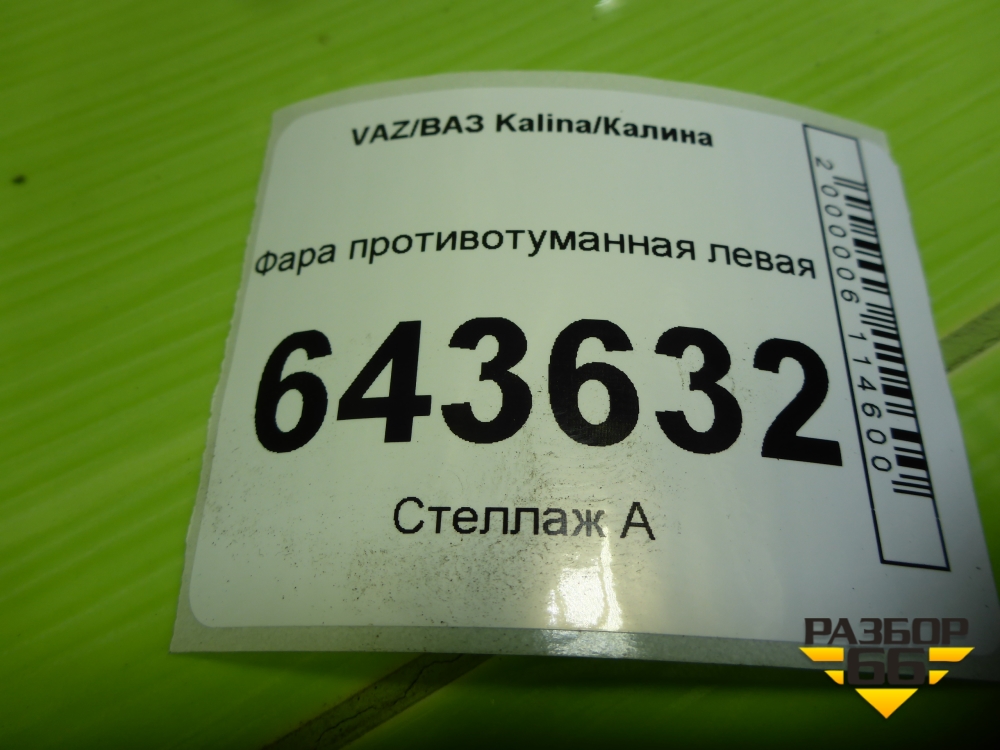 VAZ/ВАЗ Kalina/Калина
Фара противотуманная левая
643632
Стеллаж А
2000006114600
РАЗБОР
66